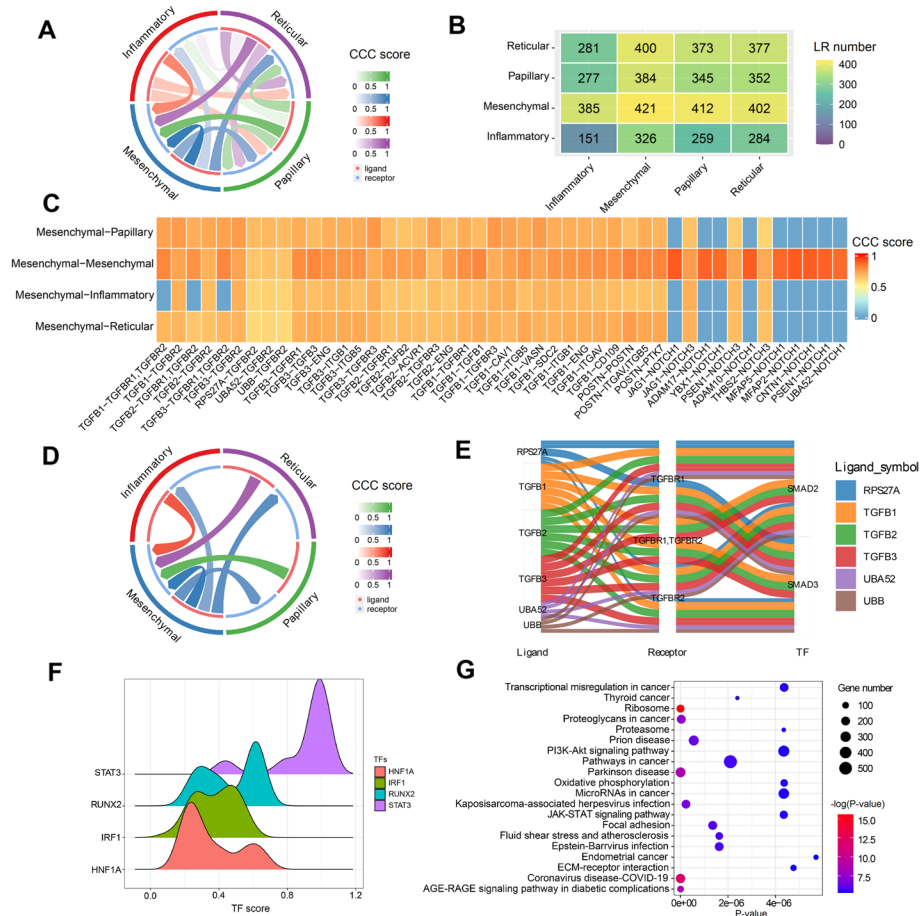 A
Inflammatory
Reticular
Mesenchymal
Papillary
CCC score
0 0.5 1
0 0.5 1
0 0.5 1
0 0.5 1
ligand
receptor
B
Reticular 281 400 373 377
Papillary 277 384 345 352
Mesenchymal 385 421 412 402
Inflammatory 151 326 259 284
Inflammatory
Mesenchymal
Papillary
Reticular
LR number
400
300
200
100
0
C
Mesenchymal-Papillary
Mesenchymal-Mesenchymal
Mesenchymal-Inflammatory
Mesenchymal-Reticular
CCC score
1
0.5
0
TGFB1-TGFBR1,TGFBR2
TGFB1-TGFBR2
TGFB2-TGFBR1,TGFBR2
TGFB2-TGFBR2
TGFB3-TGFBR1,TGFBR2
TGFB3-TGFBR2
RPS27A-TGFBR2
UBA52-TGFBR2
UBB-TGFBR2
TGFB3-TGFBR1
TGFB3-TGFB3
TGFB3-ENG
TGFB3-ITGB1
TGFB3-ITGB5
TGFB3-TGFBR3
TGFB2-TGFBR1
TGFB2-TGFB2
TGFB2-ACVR1
TGFB2-TGFBR3
TGFB2-ENG
TGFB1-TGFBR1
TGFB1-TGFB1
TGFB1-TGFBR3
TGFB1-CAV1
TGFB1-ITGB5
TGFB1-VASN
TGFB1-SDC2
TGFB1-ITGB1
TGFB1-ENG
TGFB1-ITGAV
TGFB1-CD109
POSTN-POSTN
POSTN-ITGAV,ITGB5
POSTN-PTK7
JAG1-NOTCH1
JAG1-NOTCH3
ADAM17-NOTCH1
YBX1-NOTCH1
PSEN1-NOTCH3
ADAM10-NOTCH1
THBS2-NOTCH3
MFAP5-NOTCH1
MFAP2-NOTCH1
CNTN1-NOTCH1
PSEN1-NOTCH1
UBA52-NOTCH1
D
Inflammatory
Reticular
Mesenchymal
Papillary
CCC score
0 0.5 1
0 0.5 1
0 0.5 1
0 0.5 1
ligand
receptor
E
RPS27A
TGFB1
TGFB2
TGFB3
UBA52
UBB
TGFBR1
TGFBR1,TGFBR2
TGFBR2
SMAD2
SMAD3
Ligand
Receptor
TF
Ligand_symbol
RPS27A
TGFB1
TGFB2
TGFB3
UBA52
UBB
F
STAT3
RUNX2
IRF1
HNF1A
0.0 0.4 0.8 1.2
TF score
TFs
HNF1A
IRF1
RUNX2
STAT3
G
Transcriptional misregulation in cancer
Thyroid cancer
Ribosome
Proteoglycans in cancer
Proteasome
Prion disease
PI3K-Akt signaling pathway
Pathways in cancer
Parkinson disease
Oxidative phosphorylation
MicroRNAs in cancer
Kaposisarcoma-associated herpesvirus infection
JAK-STAT signaling pathway
Focal adhesion
Fluid shear stress and atherosclerosis
Epstein-Barrvirus infection
Endometrial cancer
ECM-receptor interaction
Coronavirus disease-COVID-19
AGE-RAGE signaling pathway in diabetic complications
0e+00 2e-06 4e-06
P-value
Gene number
100
200
300
400
500
-log(P-value)
15.0
12.5
10.0
7.5